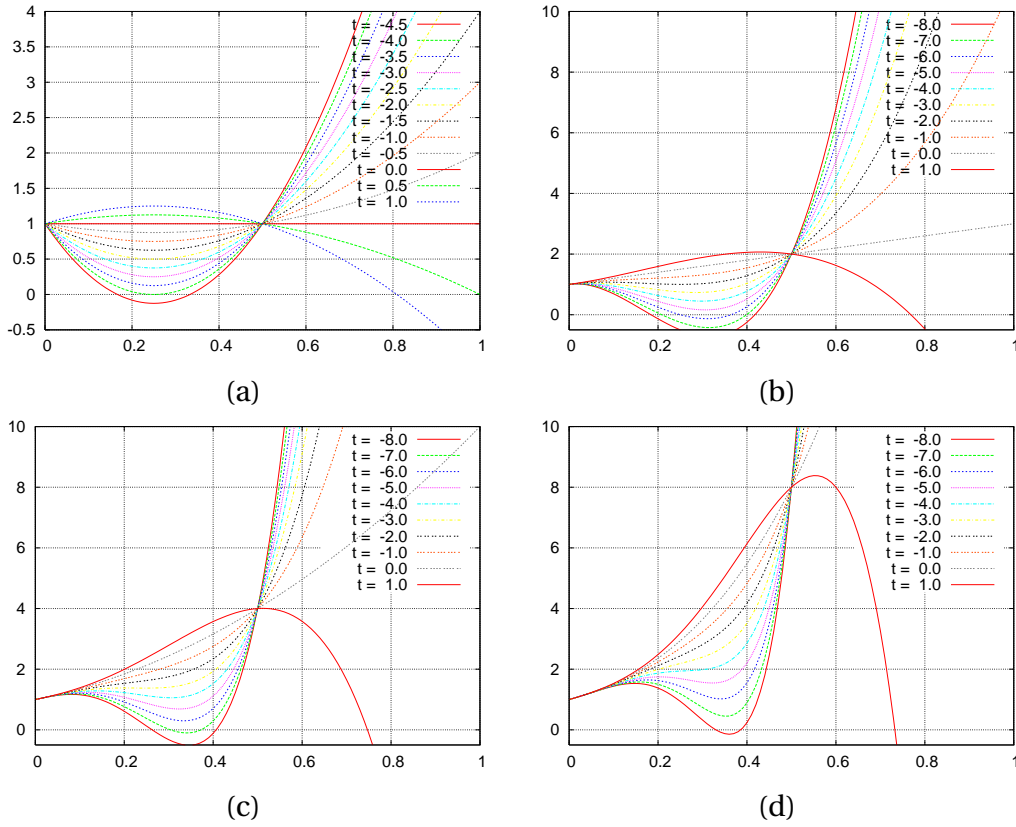 4
3.5
3
2.5
2
1.5
1
0.5
0
-0.5
0 0.2 0.4 0.6 0.8 1
t = -4.5
t = -4.0
t = -3.5
t = -3.0
t = -2.5
t = -2.0
t = -1.5
t = -1.0
t = -0.5
t = 0.0
t = 0.5
t = 1.0
(a)
10
8
6
4
2
0
0 0.2 0.4 0.6 0.8 1
t = -8.0
t = -7.0
t = -6.0
t = -5.0
t = -4.0
t = -3.0
t = -2.0
t = -1.0
t = 0.0
t = 1.0
(b)
10
8
6
4
2
0
0 0.2 0.4 0.6 0.8 1
t = -8.0
t = -7.0
t = -6.0
t = -5.0
t = -4.0
t = -3.0
t = -2.0
t = -1.0
t = 0.0
t = 1.0
(c)
10
8
6
4
2
0
0 0.2 0.4 0.6 0.8 1
t = -8.0
t = -7.0
t = -6.0
t = -5.0
t = -4.0
t = -3.0
t = -2.0
t = -1.0
t = 0.0
t = 1.0
(d)